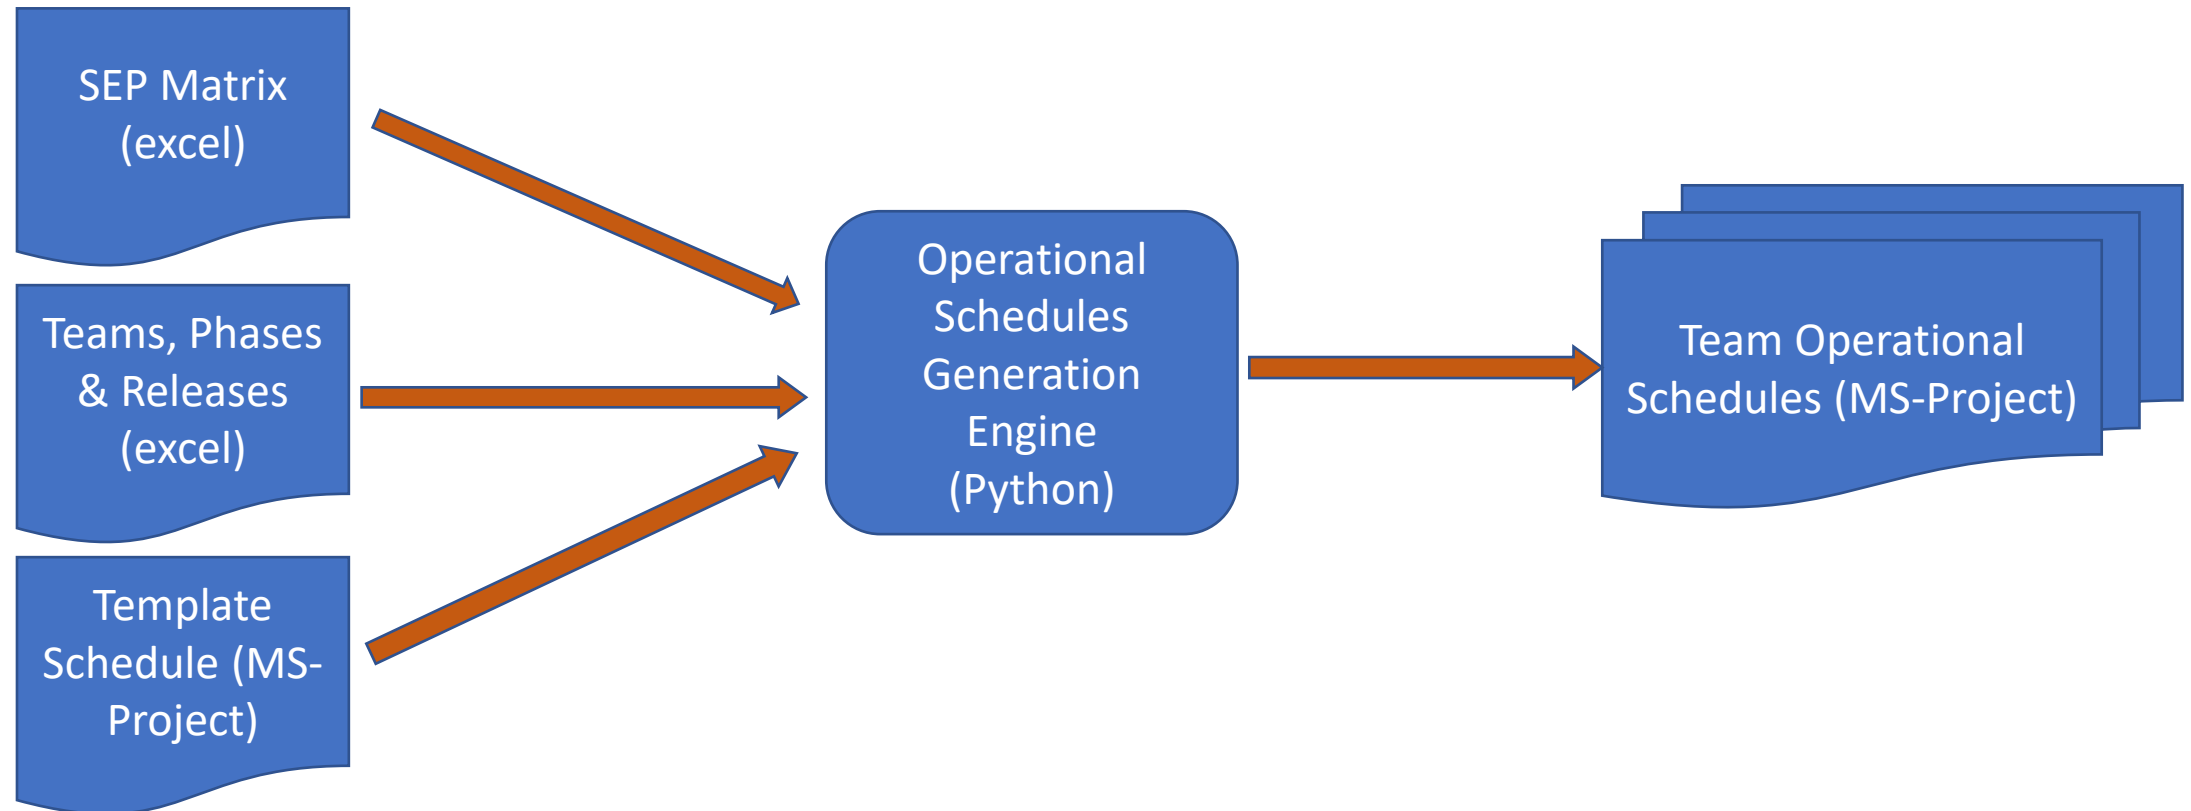 SEP Matrix
(excel)
Teams, Phases
& Releases
(excel)
Template
Schedule (MS-
Project)
Operational
Schedules
Generation
Engine
(Python)
Team Operational
Schedules (MS-Project)